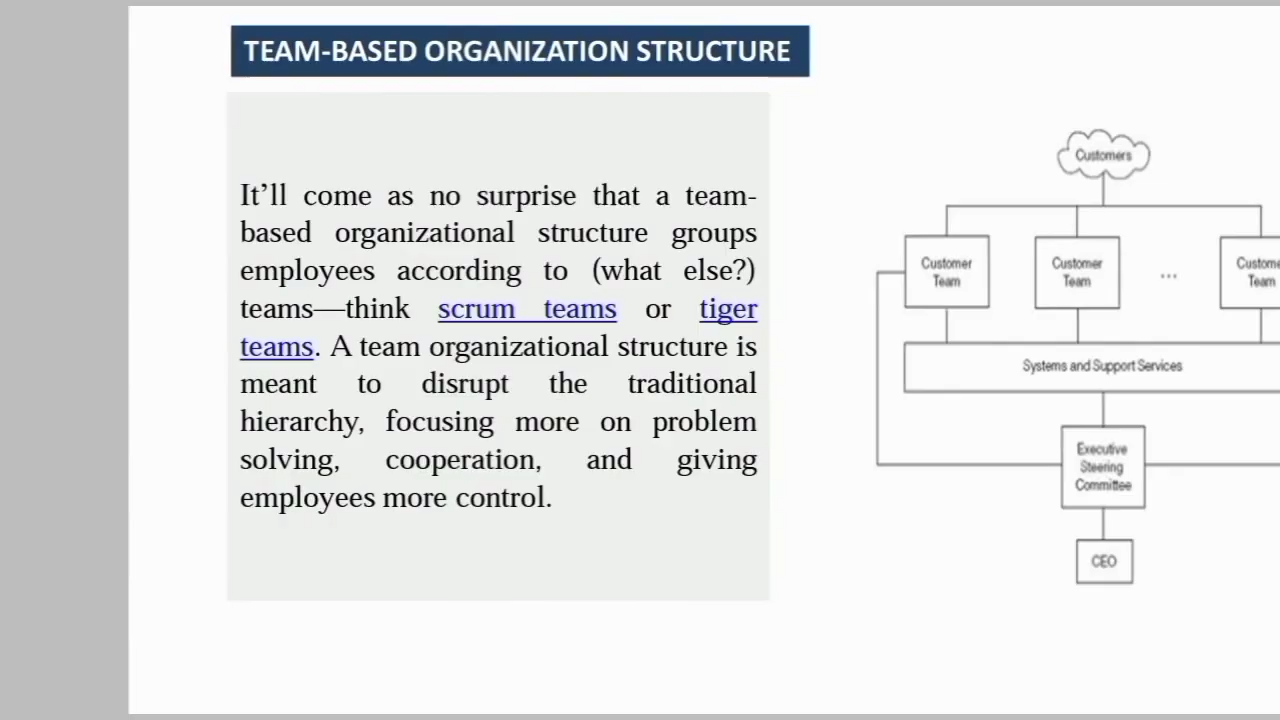 TEAM-BASED ORGANIZATION STRUCTURE
It’ll come as no surprise that a team-
based organizational structure groups
employees according to (what else?)
teams—think scrum teams or tiger
teams. A team organizational structure is
meant to disrupt the traditional
hierarchy, focusing more on problem
solving, cooperation, and giving
employees more control.
Customers
Customer
Team
Customer
Team
...
Custome
Team
Systems and Support Services
Executive
Steering
Committee
CEO